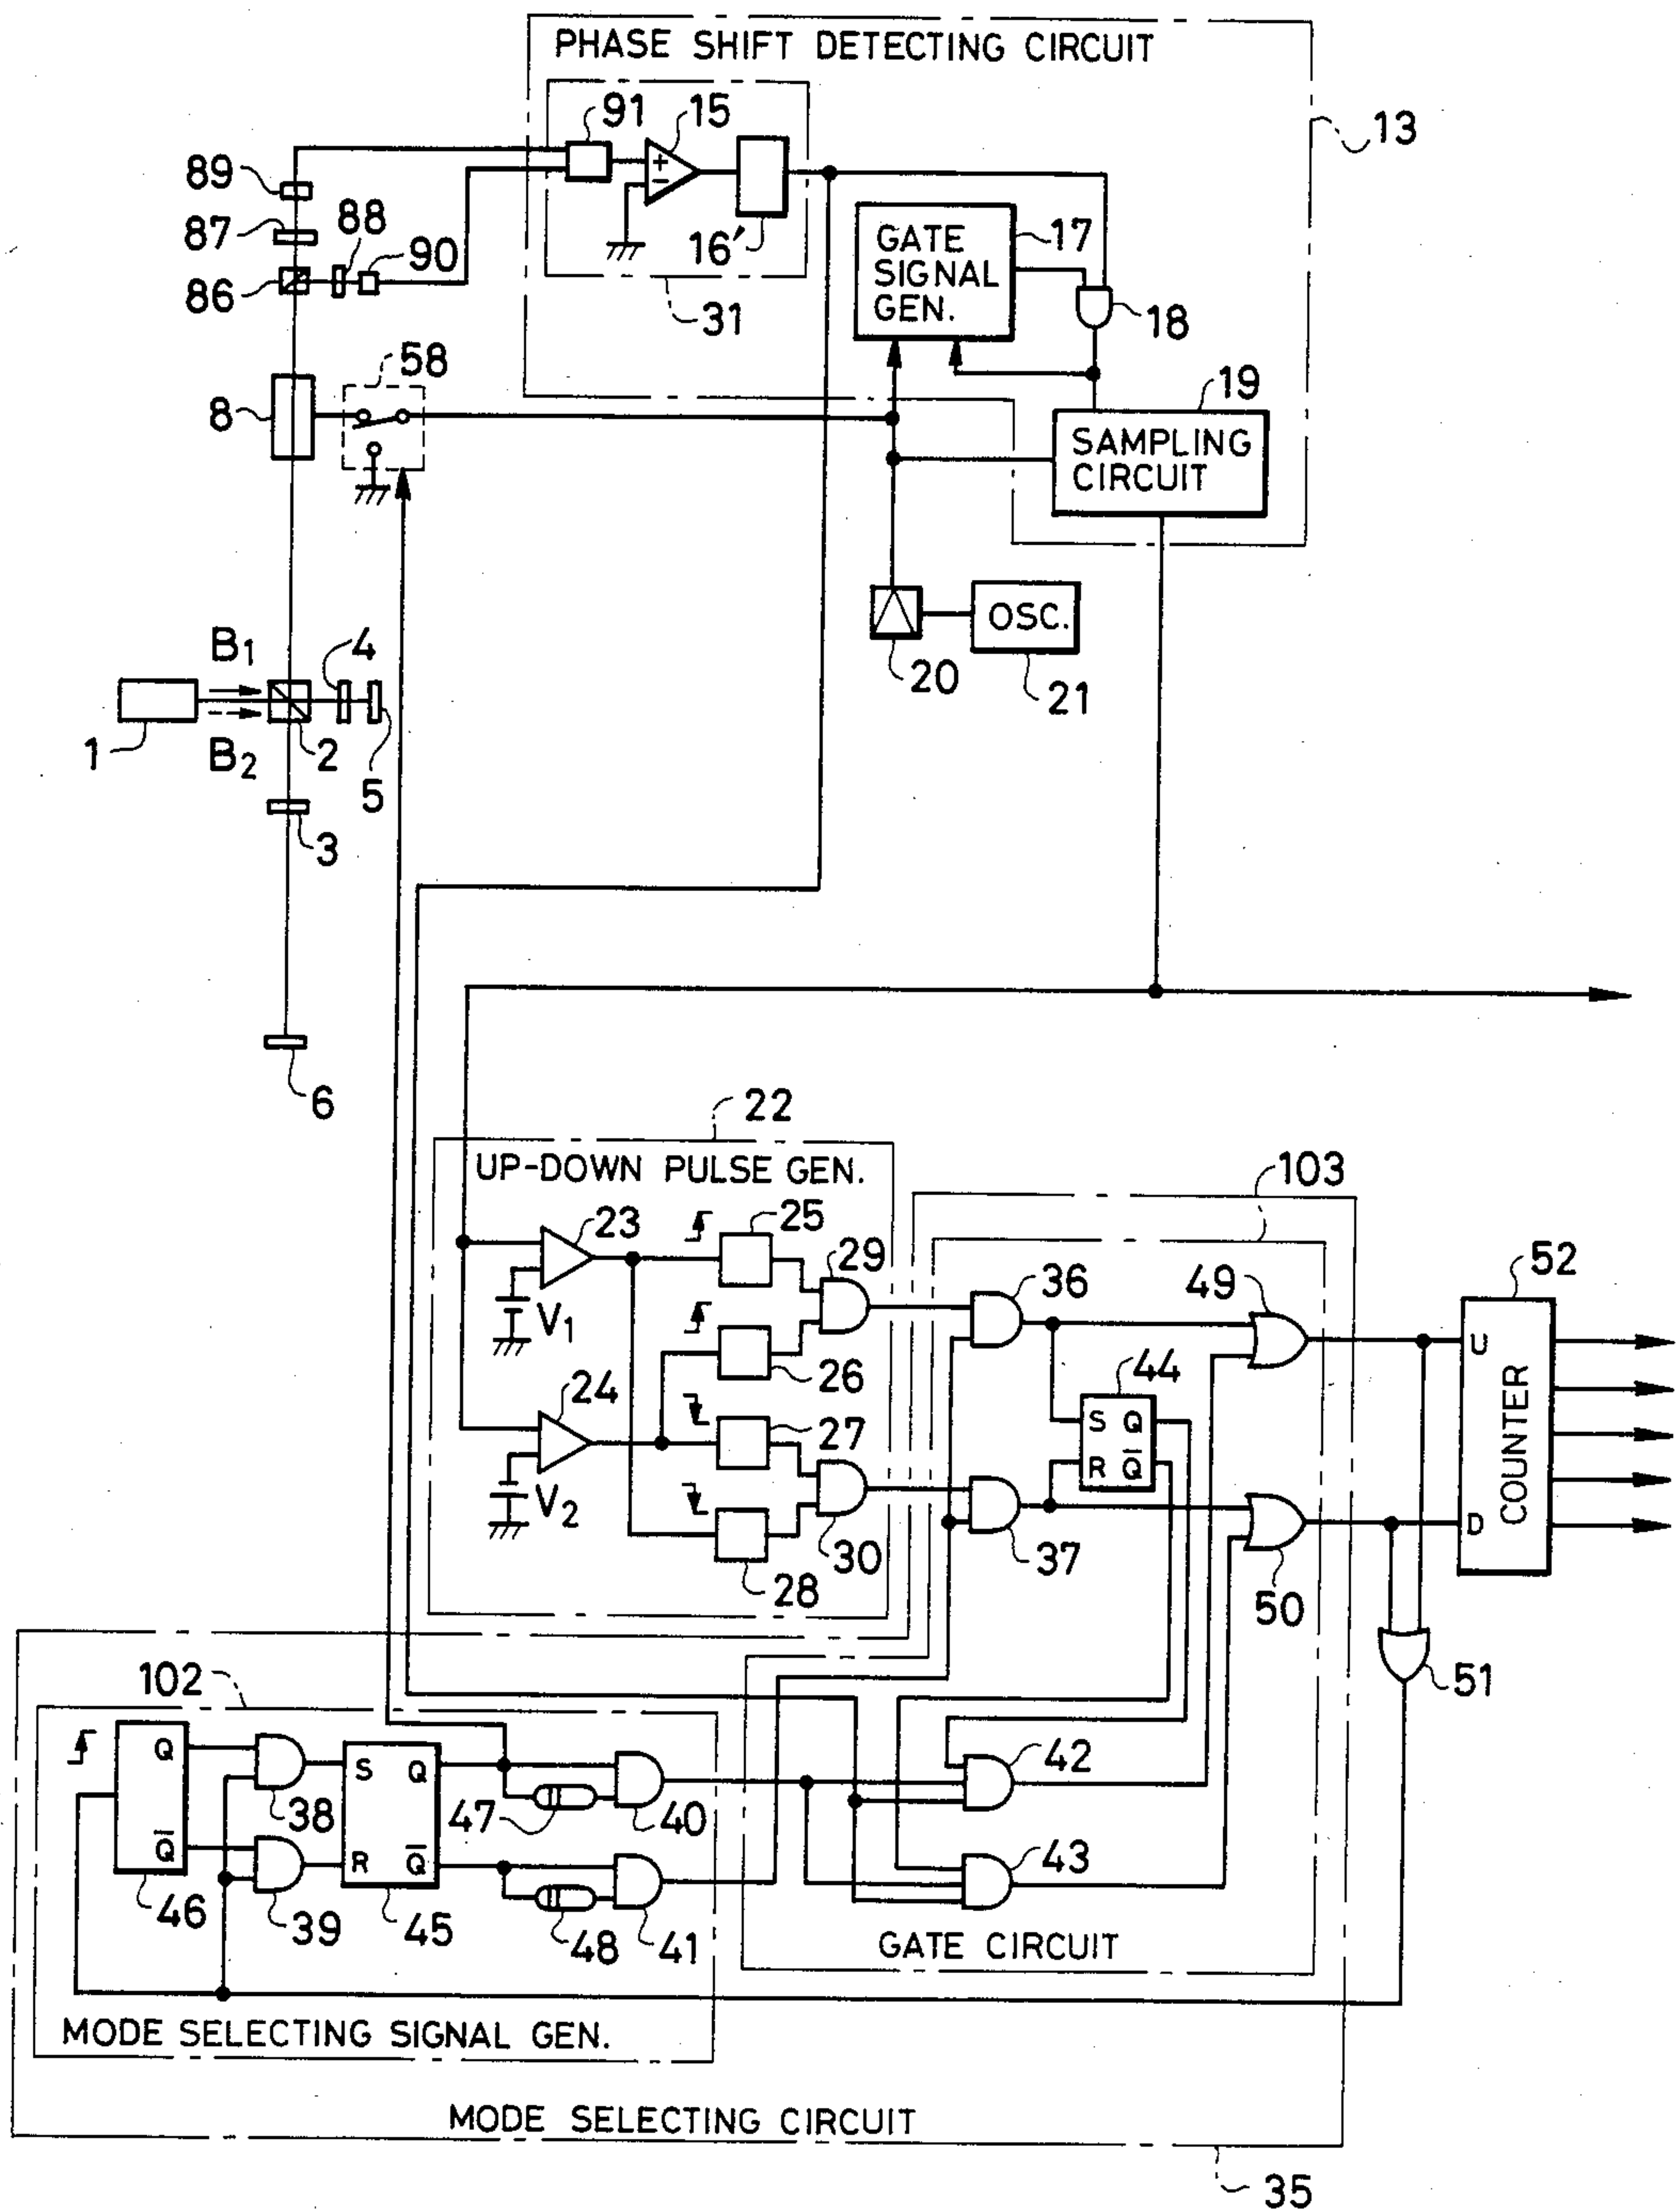 PHASE SHIFT DETECTING CIRCUIT
13
91
15
89
87
88
90
86
16'
31
+
−
GATE
SIGNAL
GEN.
17
18
58
8
19
SAMPLING
CIRCUIT
OSC.
20
21
B1
B2
4
1
2
5
3
6
22
UP-DOWN PULSE GEN.
103
23
25
29
36
49
52
V1
26
44
24
27
S Q
R Q̅
U
D
COUNTER
V2
30
28
37
50
51
102
Q
Q̅
38
S Q
R Q̅
47
40
42
46
39
45
48
41
43
GATE CIRCUIT
MODE SELECTING SIGNAL GEN.
MODE SELECTING CIRCUIT
35